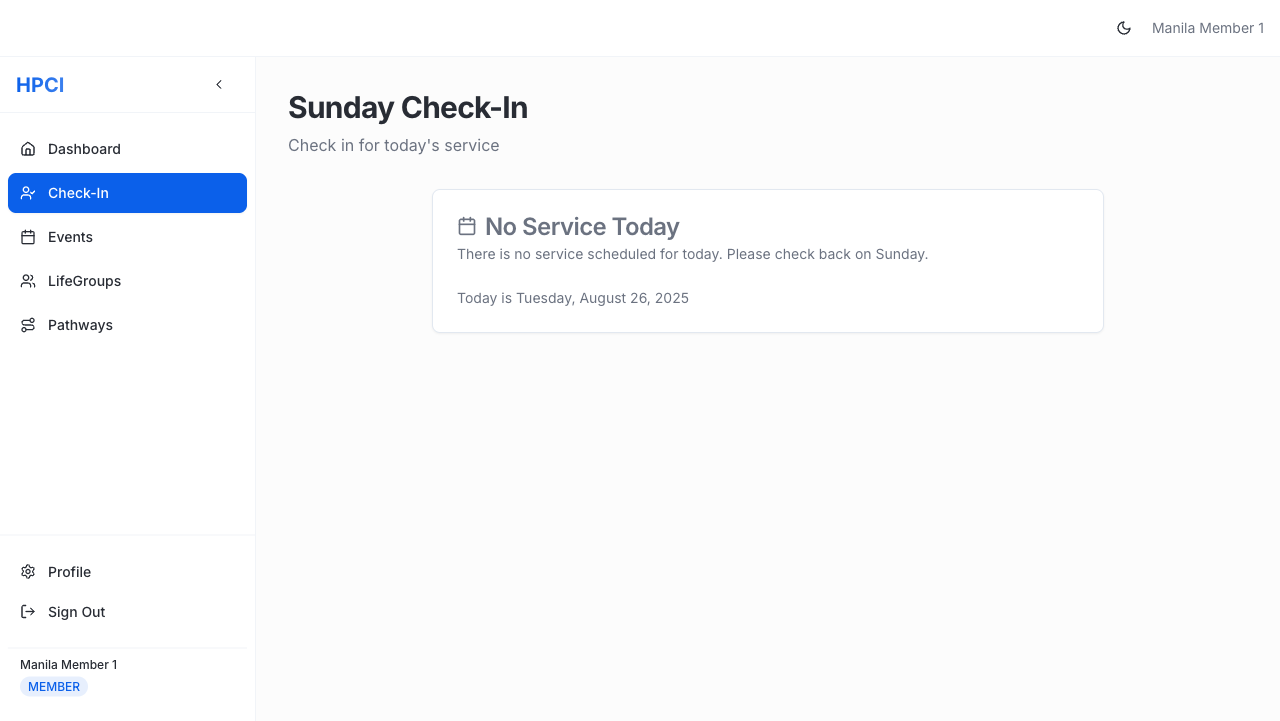 Manila Member 1
HPCI
Dashboard
Check-In
Events
LifeGroups
Pathways
Profile
Sign Out
Manila Member 1
MEMBER
Sunday Check-In
Check in for today's service
No Service Today
There is no service scheduled for today. Please check back on Sunday.
Today is Tuesday, August 26, 2025